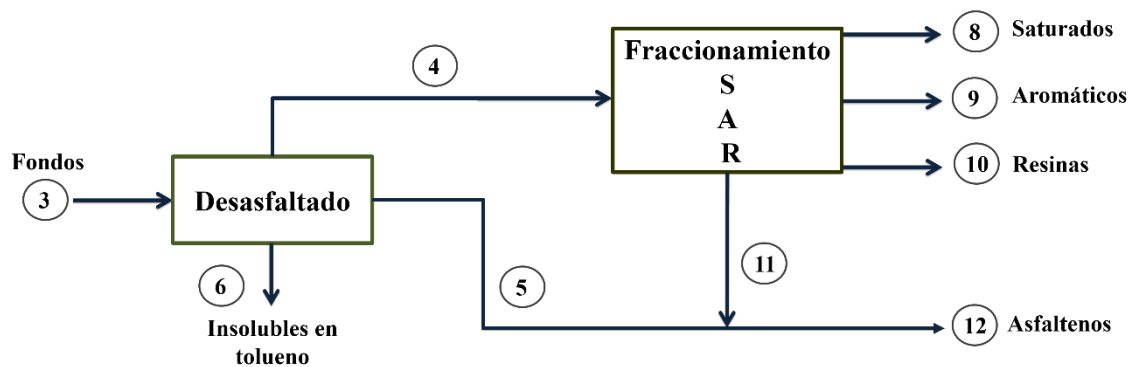 8
Saturados
Fraccionamiento
S
A
R
4
9
Aromáticos
Fondos
3
Desasfaltado
10
Resinas
6
5
11
Insolubles en
tolueno
12
Asfaltenos